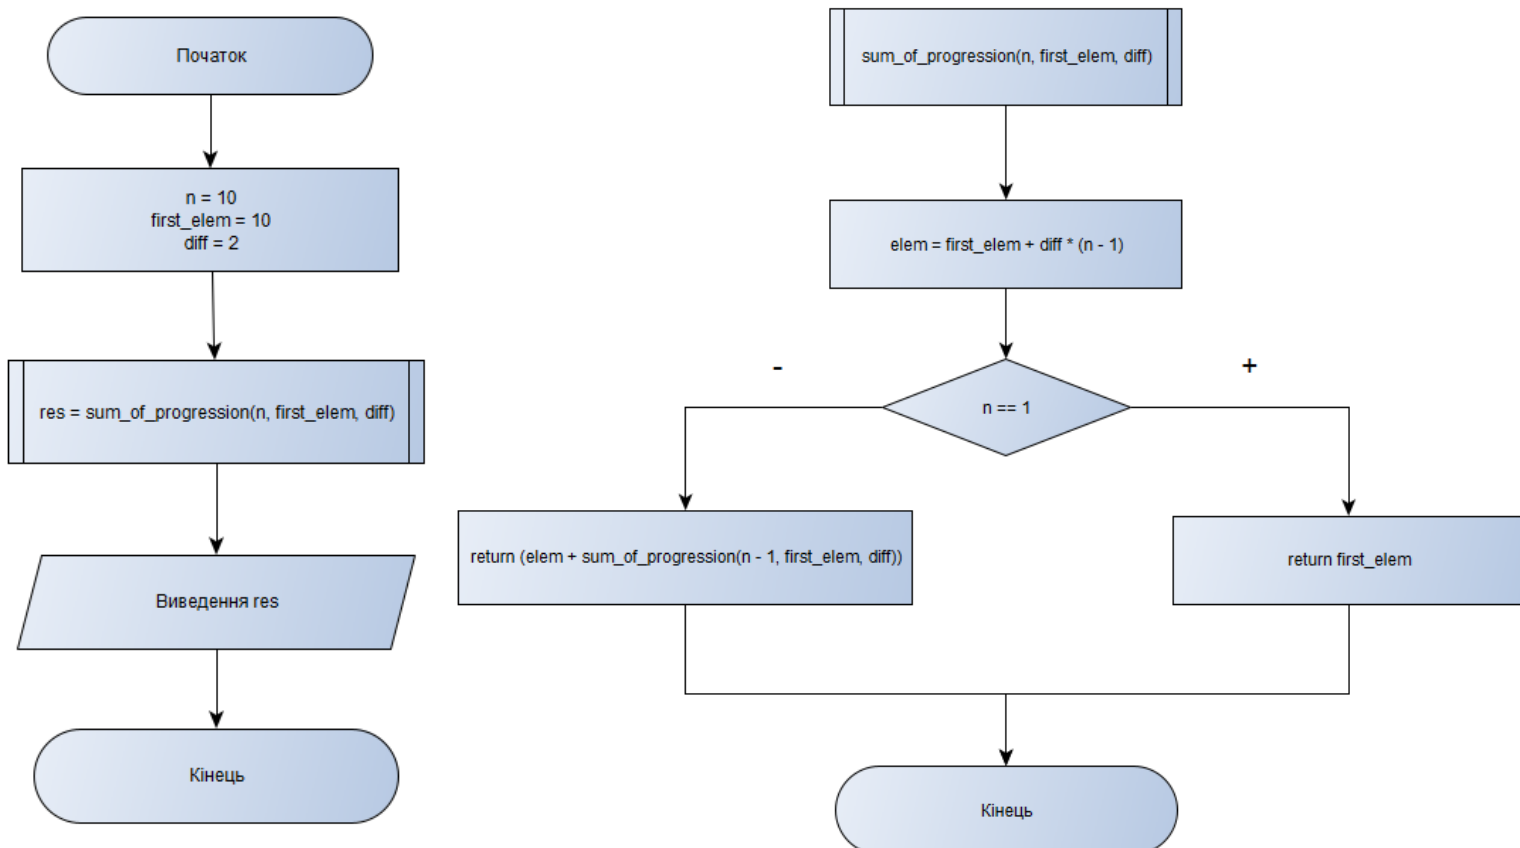 Початок
n = 10
first_elem = 10
diff = 2
res = sum_of_progression(n, first_elem, diff)
Виведення res
Кінець
sum_of_progression(n, first_elem, diff)
elem = first_elem + diff * (n - 1)
-
+
n == 1
return (elem + sum_of_progression(n - 1, first_elem, diff))
return first_elem
Кінець